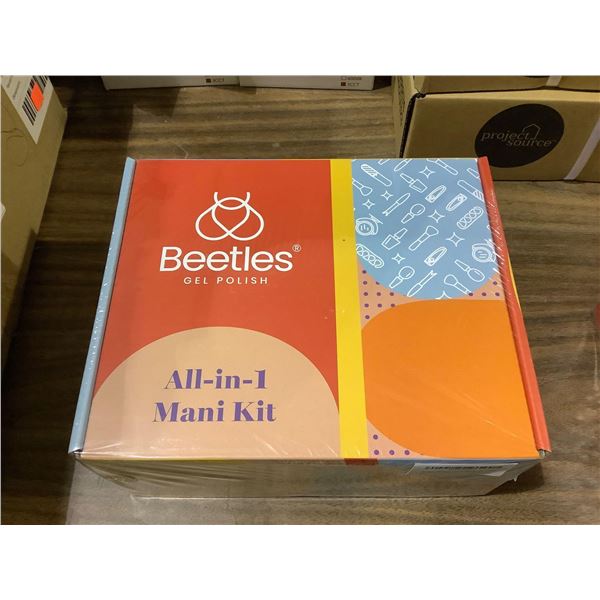 project
source
Beetles®
GEL POLISH
All-in-1
Mani Kit